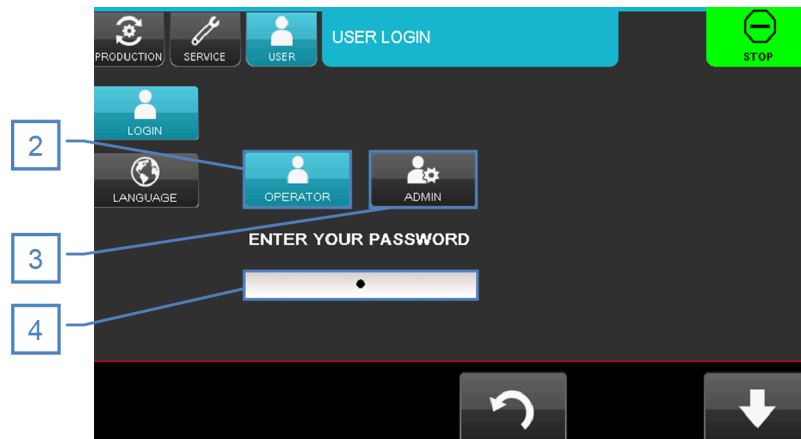 PRODUCTION
SERVICE
USER
USER LOGIN
STOP
LOGIN
2
LANGUAGE
OPERATOR
ADMIN
3
ENTER YOUR PASSWORD
4